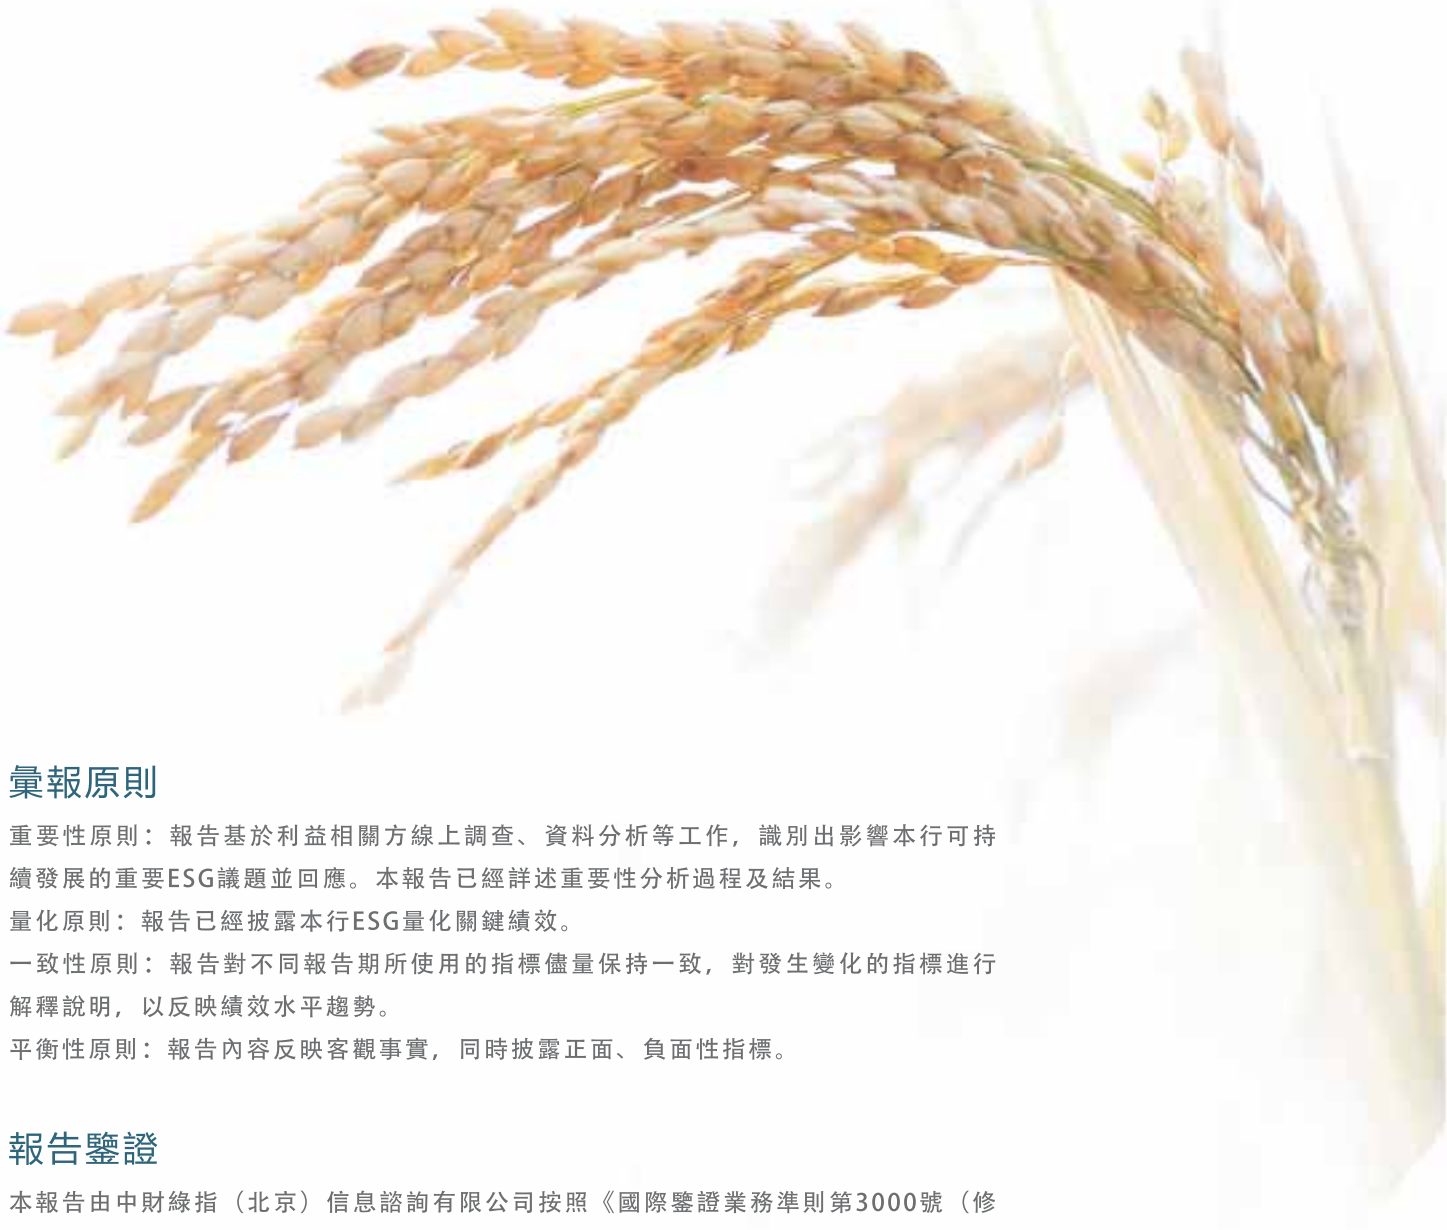 彙報原則
重要性原則：報告基於利益相關方線上調查、資料分析等工作，識別出影響本行可持
續發展的重要ESG議題並回應。本報告已經詳述重要性分析過程及結果。
量化原則：報告已經披露本行ESG量化關鍵績效。
一致性原則：報告對不同報告期所使用的指標儘量保持一致，對發生變化的指標進行
解釋說明，以反映績效水平趨勢。
平衡性原則：報告內容反映客觀事實，同時披露正面、負面性指標。
報告鑒證
本報告由中財綠指（北京）信息諮詢有限公司按照《國際鑒證業務準則第3000號（修